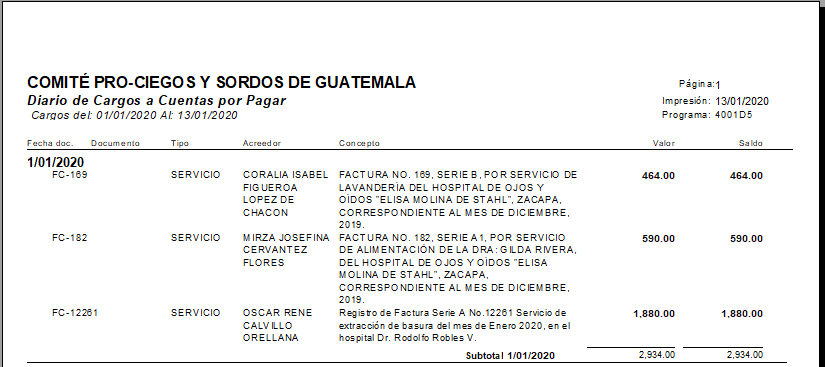 COMITÉ PRO-CIEGOS Y SORDOS DE GUATEMALA
Página: 1
Diario de Cargos a Cuentas por Pagar
Impresión: 13/01/2020
Cargos del: 01/01/2020 Al: 13/01/2020
Programa: 4001D5
Fecha doc. Documento Tipo Acreedor Concepto Valor Saldo
1/01/2020
FC-169 SERVICIO CORALIA ISABEL FACTURA NO. 169, SERIE B, POR SERVICIO DE 464.00 464.00
FIGUEROA LAVANDERÌA DEL HOSPITAL DE OJOS Y
LOPEZ DE OÌDOS "ELISA MOLINA DE STAHL", ZACAPA,
CHACON CORRESPONDIENTE AL MES DE DICIEMBRE,
2019.
FC-182 SERVICIO MIRZA JOSEFINA FACTURA NO. 182, SERIE A1, POR SERVICIO 590.00 590.00
CERVANTEZ DE ALIMENTACIÓN DE LA DRA: GILDA RIVERA,
FLORES DEL HOSPITAL DE OJOS Y OÌDOS "ELISA
MOLINA DE STAHL", ZACAPA,
CORRESPONDIENTE AL MES DE DICIEMBRE,
2019.
FC-12261 SERVICIO OSCAR RENE Registro de Factura Serie A No.12261 Servicio de 1,880.00 1,880.00
CALVILLO extracción de basura del mes de Enero 2020, en el
ORELLANA hospital Dr. Rodolfo Robles V.
Subtotal 1/01/2020 2,934.00 2,934.00